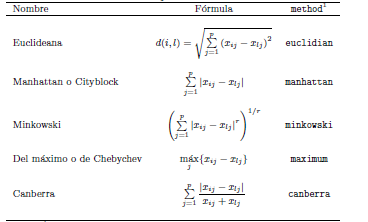 Nombre Fórmula method¹
Euclideana d(i, l) = √ p ∑ j=1 (x_ij − x_lj)² euclidian
Manhattan o Cityblock p ∑ j=1 |x_ij − x_lj| manhattan
Minkowski ( p ∑ j=1 |x_ij − x_lj|^r )^1/r minkowski
Del máximo o de Chebychev máx j {x_ij − x_lj} maximum
Canberra p ∑ j=1 |x_ij − x_lj| / x_ij + x_lj canberra